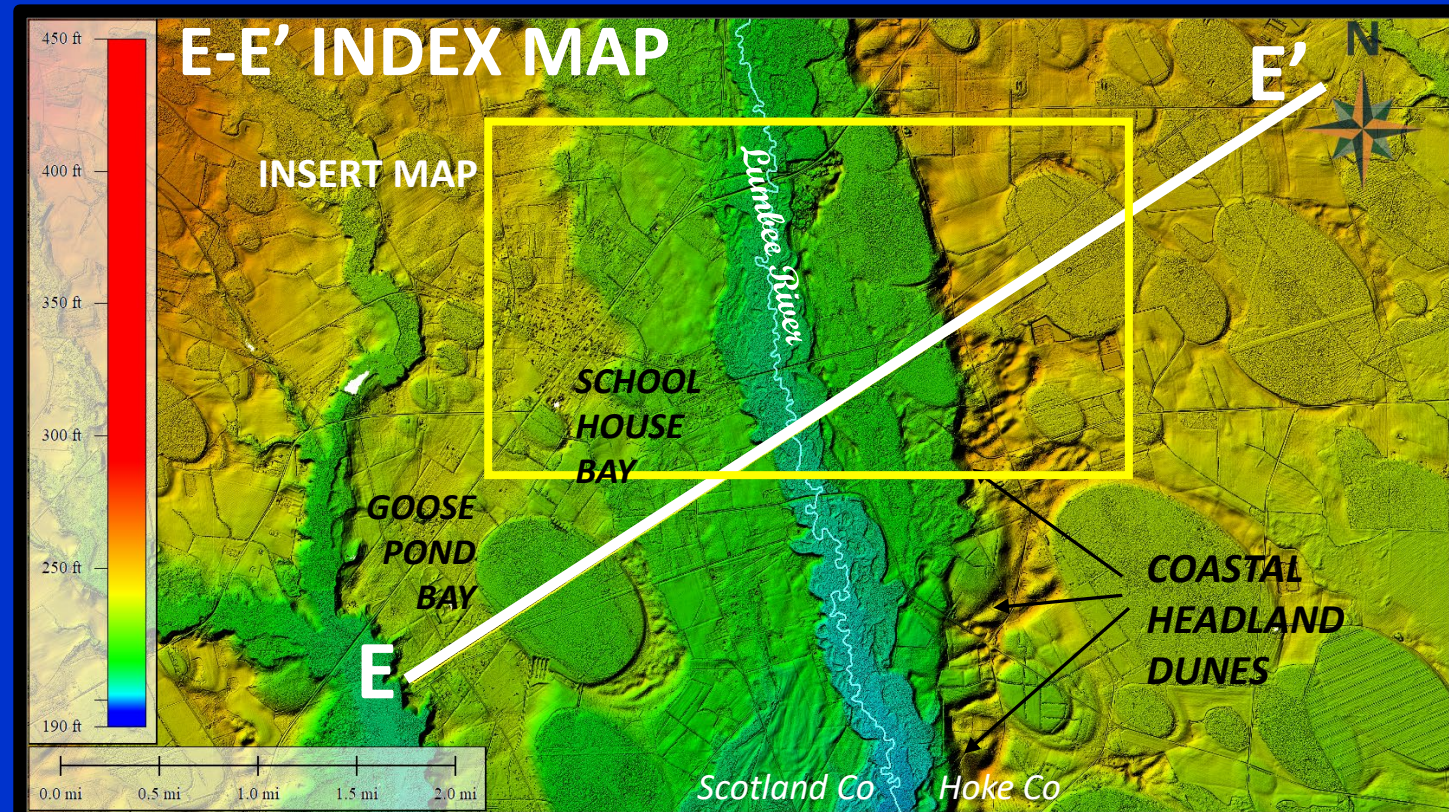 E-E’ INDEX MAP
450 ft
400 ft
350 ft
300 ft
250 ft
190 ft
INSERT MAP
N
E’
Lumbee River
SCHOOL
HOUSE
BAY
GOOSE
POND
BAY
E
COASTAL
HEADLAND
DUNES
0.0 mi
0.5 mi
1.0 mi
1.5 mi
2.0 mi
Scotland Co
Hoke Co